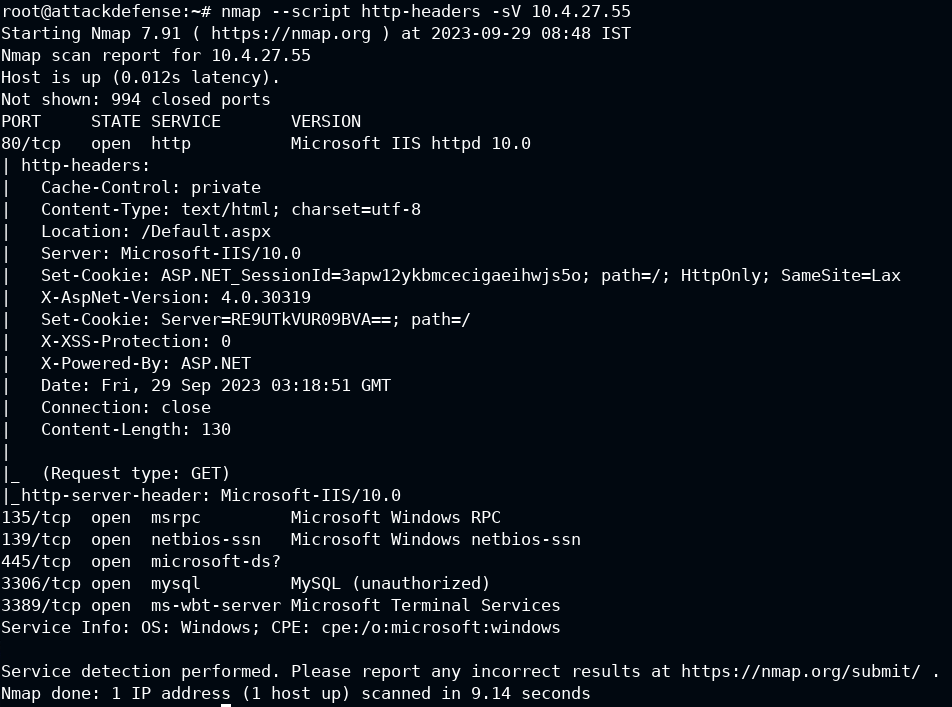 root@attackdefense:~# nmap --script http-headers -sV 10.4.27.55
Starting Nmap 7.91 ( https://nmap.org ) at 2023-09-29 08:48 IST
Nmap scan report for 10.4.27.55
Host is up (0.012s latency).
Not shown: 994 closed ports
PORT     STATE SERVICE       VERSION
80/tcp   open  http          Microsoft IIS httpd 10.0
| http-headers:
|   Cache-Control: private
|   Content-Type: text/html; charset=utf-8
|   Location: /Default.aspx
|   Server: Microsoft-IIS/10.0
|   Set-Cookie: ASP.NET_SessionId=3apw12ykbmcecigaeihwjs5o; path=/; HttpOnly; SameSite=Lax
|   X-AspNet-Version: 4.0.30319
|   Set-Cookie: Server=RE9UTkVUR09BVA==; path=/
|   X-XSS-Protection: 0
|   X-Powered-By: ASP.NET
|   Date: Fri, 29 Sep 2023 03:18:51 GMT
|   Connection: close
|   Content-Length: 130
|
|_  (Request type: GET)
|_http-server-header: Microsoft-IIS/10.0
135/tcp  open  msrpc         Microsoft Windows RPC
139/tcp  open  netbios-ssn   Microsoft Windows netbios-ssn
445/tcp  open  microsoft-ds?
3306/tcp open  mysql         MySQL (unauthorized)
3389/tcp open  ms-wbt-server Microsoft Terminal Services
Service Info: OS: Windows; CPE: cpe:/o:microsoft:windows

Service detection performed. Please report any incorrect results at https://nmap.org/submit/ .
Nmap done: 1 IP address (1 host up) scanned in 9.14 seconds